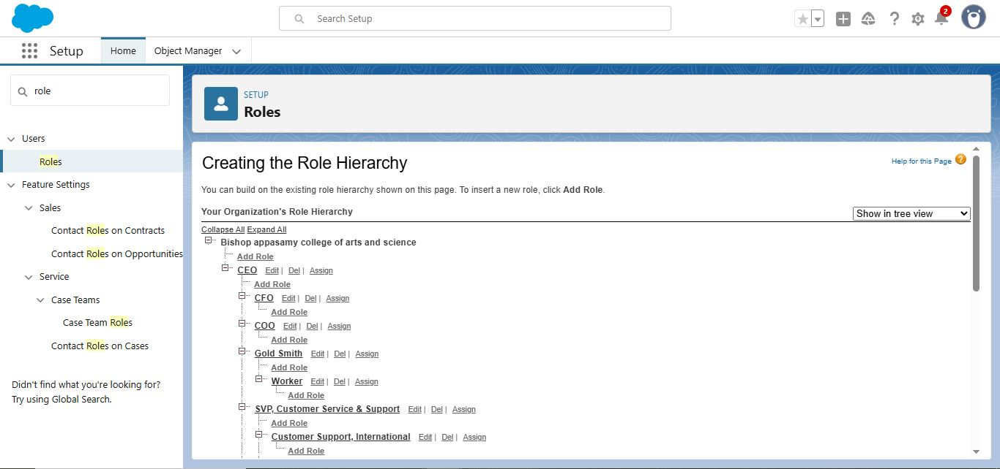 Search Setup
2
Setup
Home
Object Manager
role
Users
Roles
Feature Settings
Sales
Contact Roles on Contracts
Contact Roles on Opportunities
Service
Case Teams
Case Team Roles
Contact Roles on Cases
Didn't find what you're looking for?
Try using Global Search.
SETUP
Roles
Creating the Role Hierarchy
Help for this Page ?
You can build on the existing role hierarchy shown on this page. To insert a new role, click Add Role.
Your Organization's Role Hierarchy
Show in tree view
Collapse All Expand All
Bishop appasamy college of arts and science
Add Role
CEO Edit | Del | Assign
Add Role
CFO Edit | Del | Assign
Add Role
COO Edit | Del | Assign
Add Role
Gold Smith Edit | Del | Assign
Add Role
Worker Edit | Del | Assign
Add Role
SVP, Customer Service & Support Edit | Del | Assign
Add Role
Customer Support, International Edit | Del | Assign
Add Role